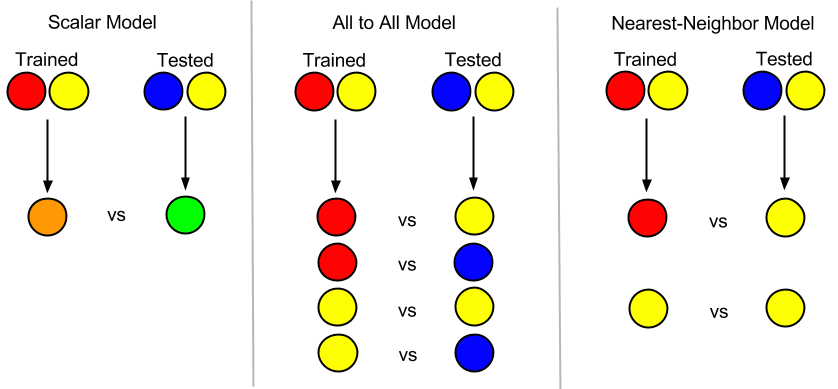 Scalar Model
Trained Tested
vs
All to All Model
Trained Tested
vs
vs
vs
vs
Nearest-Neighbor Model
Trained Tested
vs
vs